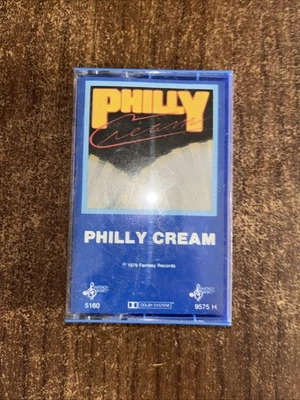 PHILLY
Cream
PHILLY CREAM
℗ 1979 Fantasy Records
DOLBY SYSTEM
5160
9575 H